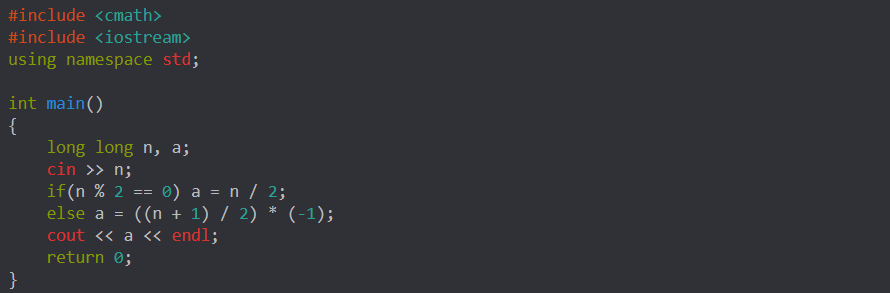 #include <cmath>
#include <iostream>
using namespace std;

int main()
{
    long long n, a;
    cin >> n;
    if(n % 2 == 0) a = n / 2;
    else a = ((n + 1) / 2) * (-1);
    cout << a << endl;
    return 0;
}